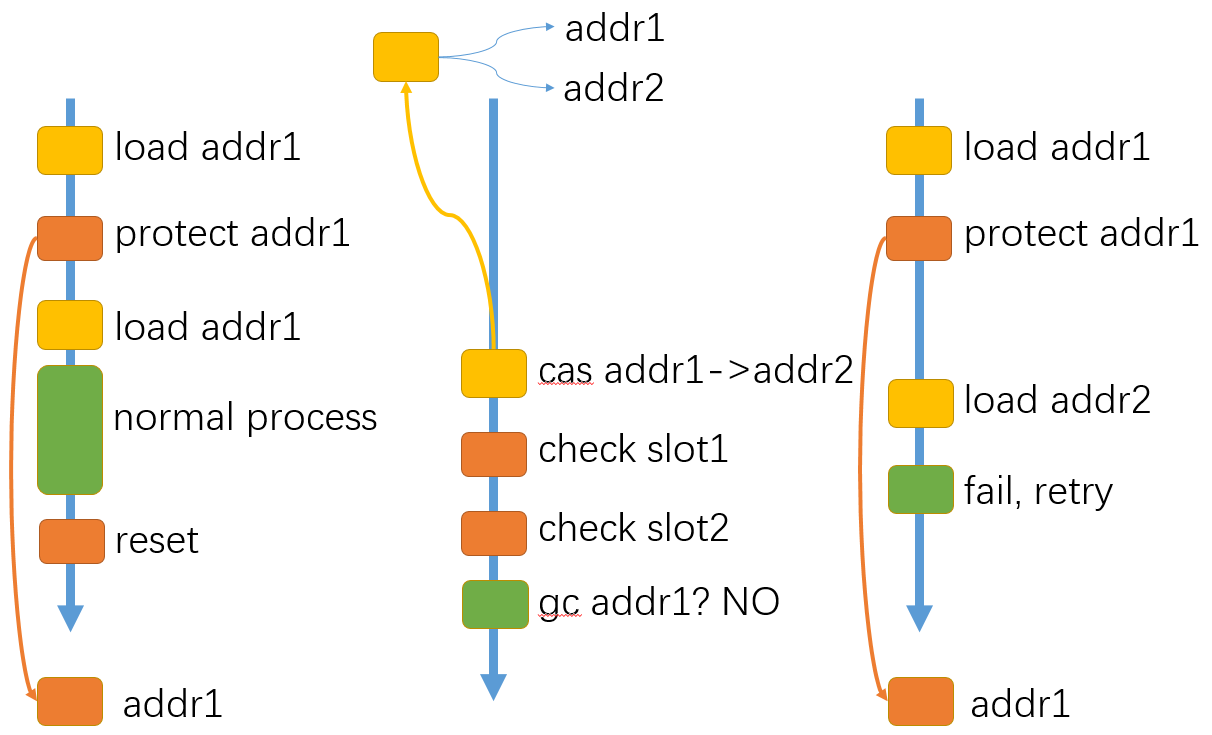 addr1
addr2
load addr1
protect addr1
load addr1
normal process
reset
addr1
cas addr1->addr2
check slot1
check slot2
gc addr1? NO
load addr1
protect addr1
load addr2
fail, retry
addr1